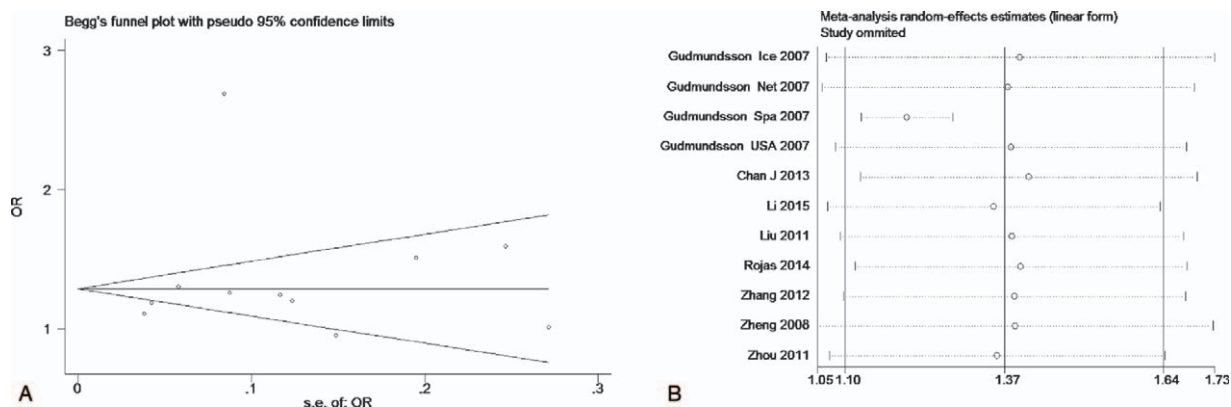 Begg's funnel plot with pseudo 95% confidence limits
3
2
1
OR
0
.1
.2
.3
s.e. of: OR
A
Meta-analysis random-effects estimates (linear form)
Study ommited
Gudmundsson Ice 2007
Gudmundsson Net 2007
Gudmundsson Spa 2007
Gudmundsson USA 2007
Chan J 2013
Li 2015
Liu 2011
Rojas 2014
Zhang 2012
Zheng 2008
Zhou 2011
1.05 1.10 1.37 1.64 1.73
B